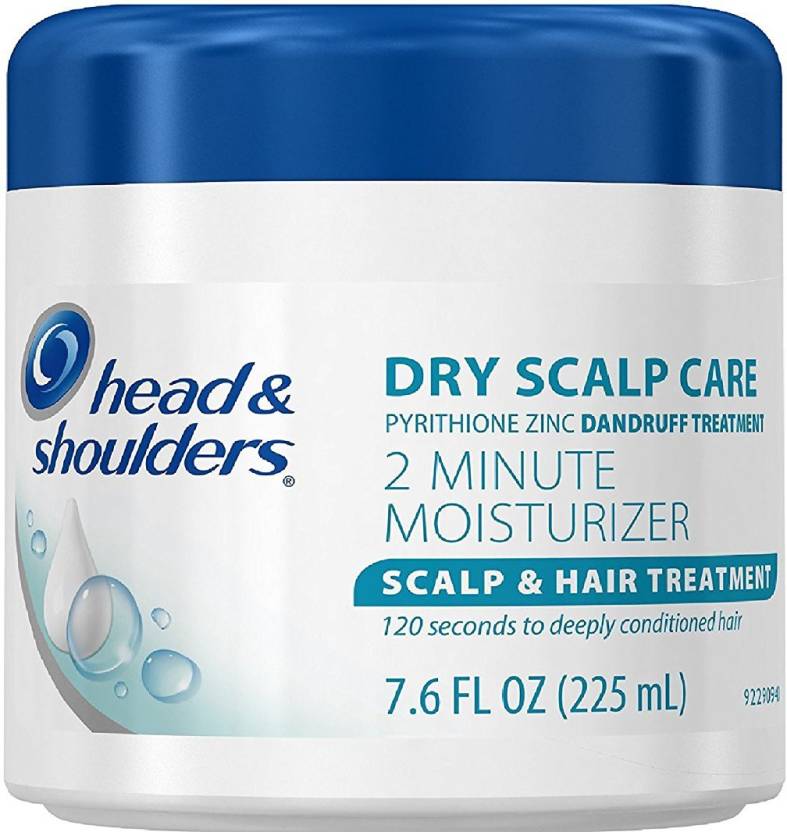 head &
shoulders®
DRY SCALP CARE
PYRITHIONE ZINC DANDRUFF TREATMENT
2 MINUTE
MOISTURIZER
SCALP & HAIR TREATMENT
120 seconds to deeply conditioned hair
7.6 FL OZ (225 mL)